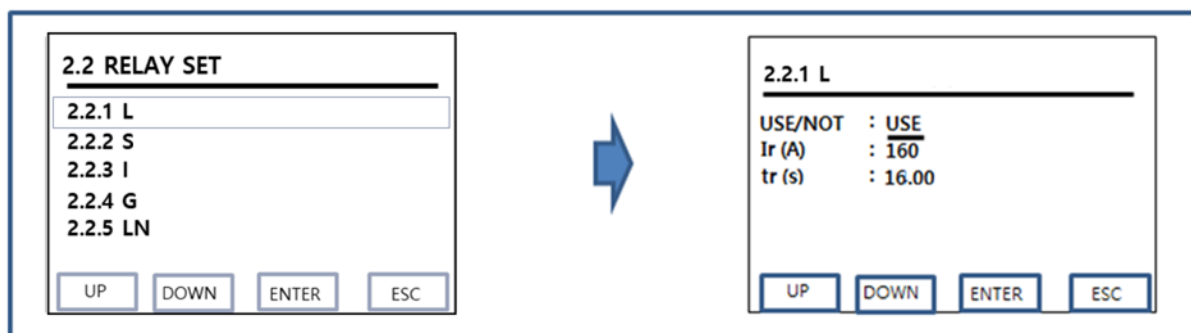 2.2 RELAY SET
2.2.1 L
2.2.2 S
2.2.3 I
2.2.4 G
2.2.5 LN
UP DOWN ENTER ESC
2.2.1 L
USE/NOT : USE
Ir (A) : 160
tr (s) : 16.00
UP DOWN ENTER ESC